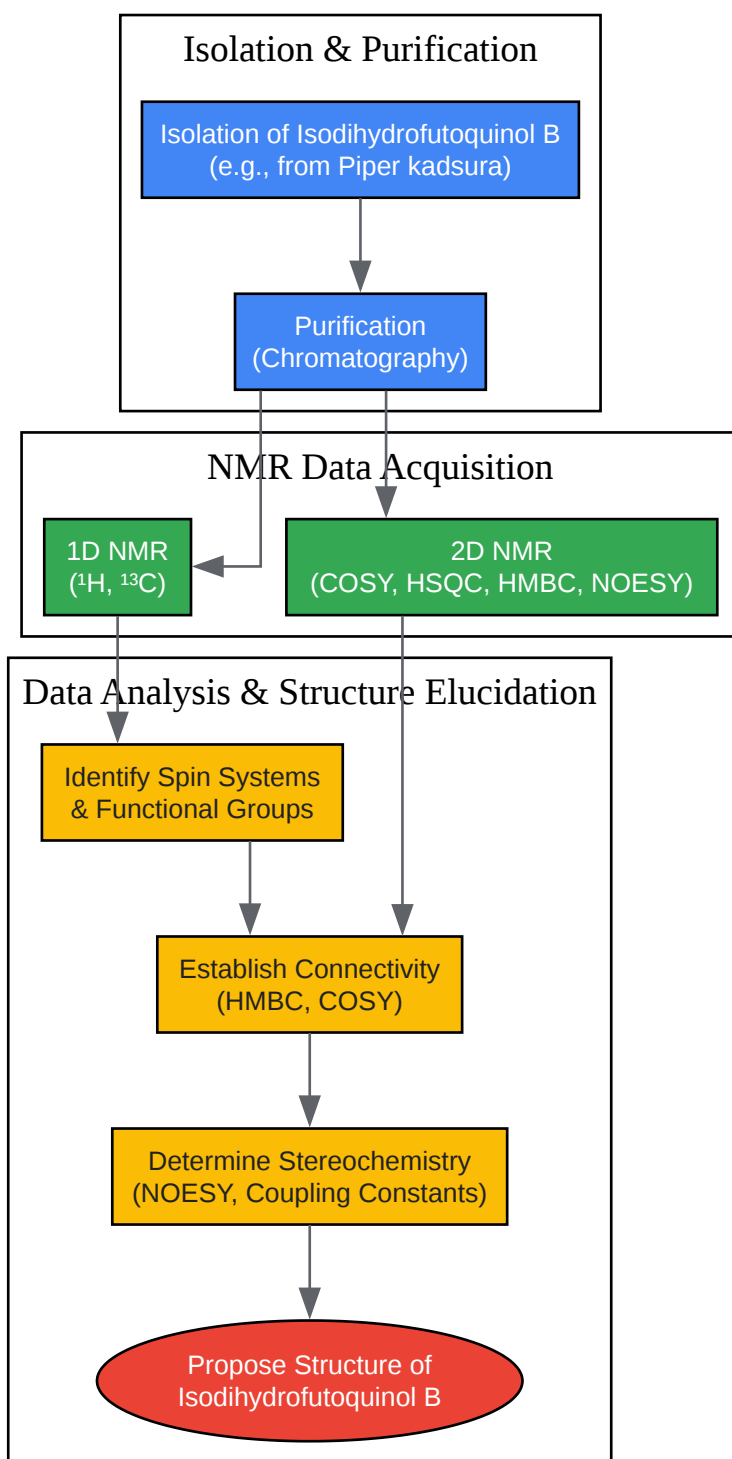 Isolation & Purification
Isolation of Isodihydrofutoquinol B
(e.g., from Piper kadsura)
Purification
(Chromatography)
NMR Data Acquisition
1D NMR
(¹H, ¹³C)
2D NMR
(COSY, HSQC, HMBC, NOESY)
Data Analysis & Structure Elucidation
Identify Spin Systems
& Functional Groups
Establish Connectivity
(HMBC, COSY)
Determine Stereochemistry
(NOESY, Coupling Constants)
Propose Structure of
Isodihydrofutoquinol B